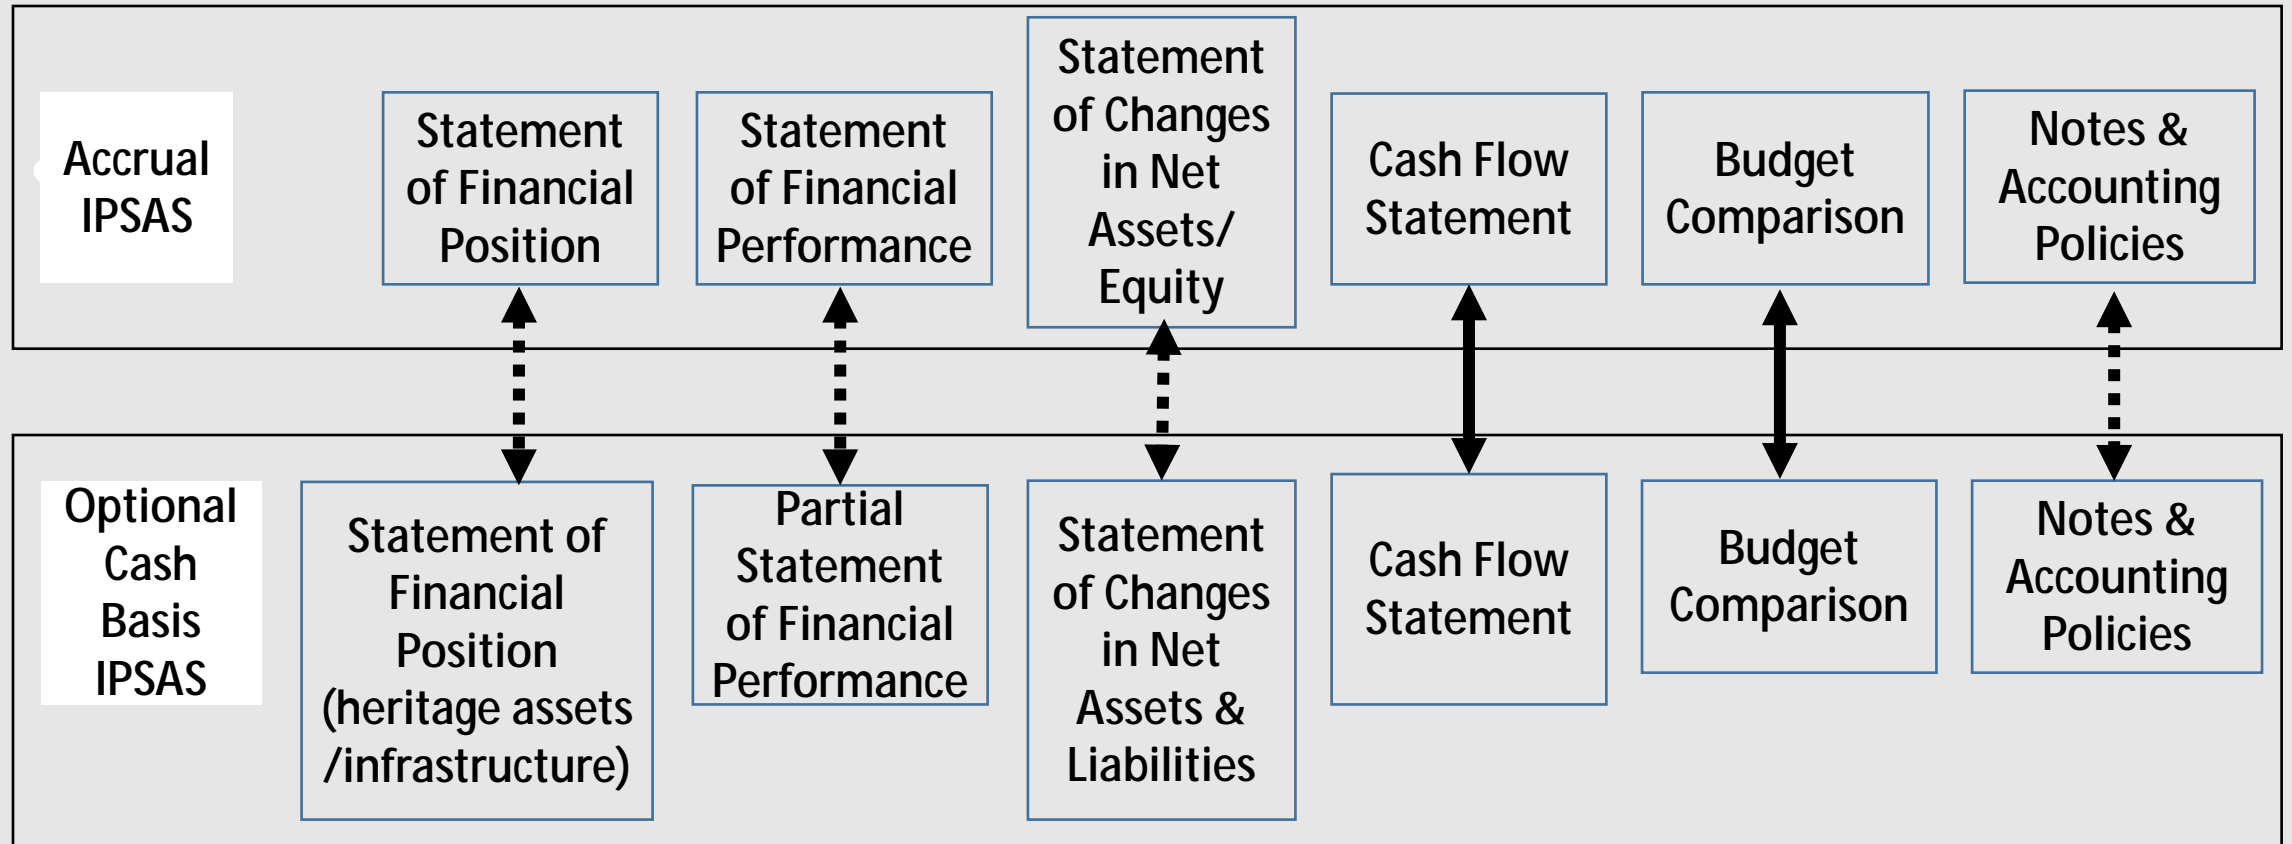 Accrual
IPSAS
Statement
of Financial
Position
Statement
of Financial
Performance
Statement
of Changes
in Net
Assets/
Equity
Cash Flow
Statement
Budget
Comparison
Notes &
Accounting
Policies
Optional
Cash
Basis
IPSAS
Statement of
Financial
Position
(heritage assets
/infrastructure)
Partial
Statement
of Financial
Performance
Statement
of Changes
in Net
Assets &
Liabilities
Cash Flow
Statement
Budget
Comparison
Notes &
Accounting
Policies